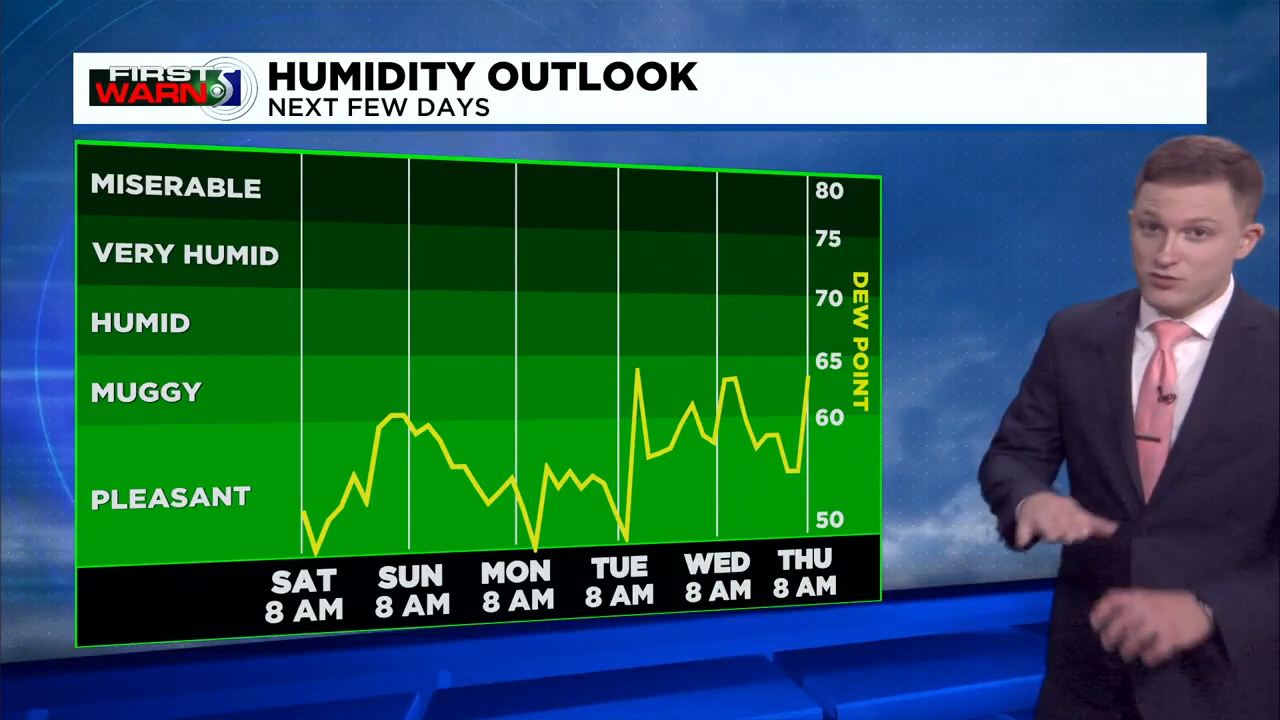 FIRST
WARN 5
HUMIDITY OUTLOOK
NEXT FEW DAYS
MISERABLE
VERY HUMID
HUMID
MUGGY
PLEASANT
80
75
70
65
60
50
DEW POINT
SAT
8 AM
SUN
8 AM
MON
8 AM
TUE
8 AM
WED
8 AM
THU
8 AM